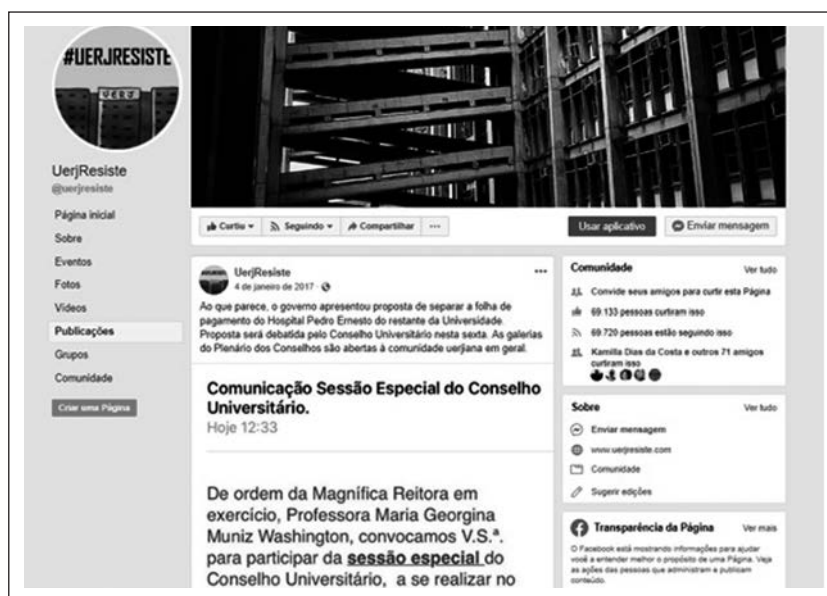 #UERJRESISTE
UERJ
UerjResiste
@uerjresiste
Página inicial
Sobre
Eventos
Fotos
Vídeos
Publicações
Grupos
Comunidade
Criar uma Página
Curtiu
Seguindo
Compartilhar
Usar aplicativo
Enviar mensagem
UerjResiste
4 de janeiro de 2017
Ao que parece, o governo apresentou proposta de separar a folha de
pagamento do Hospital Pedro Ernesto do restante da Universidade.
Proposta será debatida pelo Conselho Universitário nesta sexta. As galerias
do Plenário dos Conselhos são abertas à comunidade uerjiana em geral.
Comunicação Sessão Especial do Conselho
Universitário.
Hoje 12:33
De ordem da Magnífica Reitora em
exercício, Professora Maria Georgina
Muniz Washington, convocamos V.S.ª.
para participar da sessão especial do
Conselho Universitário, a se realizar no
Comunidade Ver tudo
Convide seus amigos para curtir esta Página
69.133 pessoas curtiram isso
69.720 pessoas estão seguindo isso
Kamilla Dias da Costa e outros 71 amigos
curtiram isso
Sobre Ver tudo
Enviar mensagem
www.uerjresiste.com
Comunidade
Sugerir edições
Transparência da Página Ver mais
O Facebook está mostrando informações para ajudar
você a entender melhor o propósito de uma Página. Veja
as ações das pessoas que administram e publicam
conteúdo.